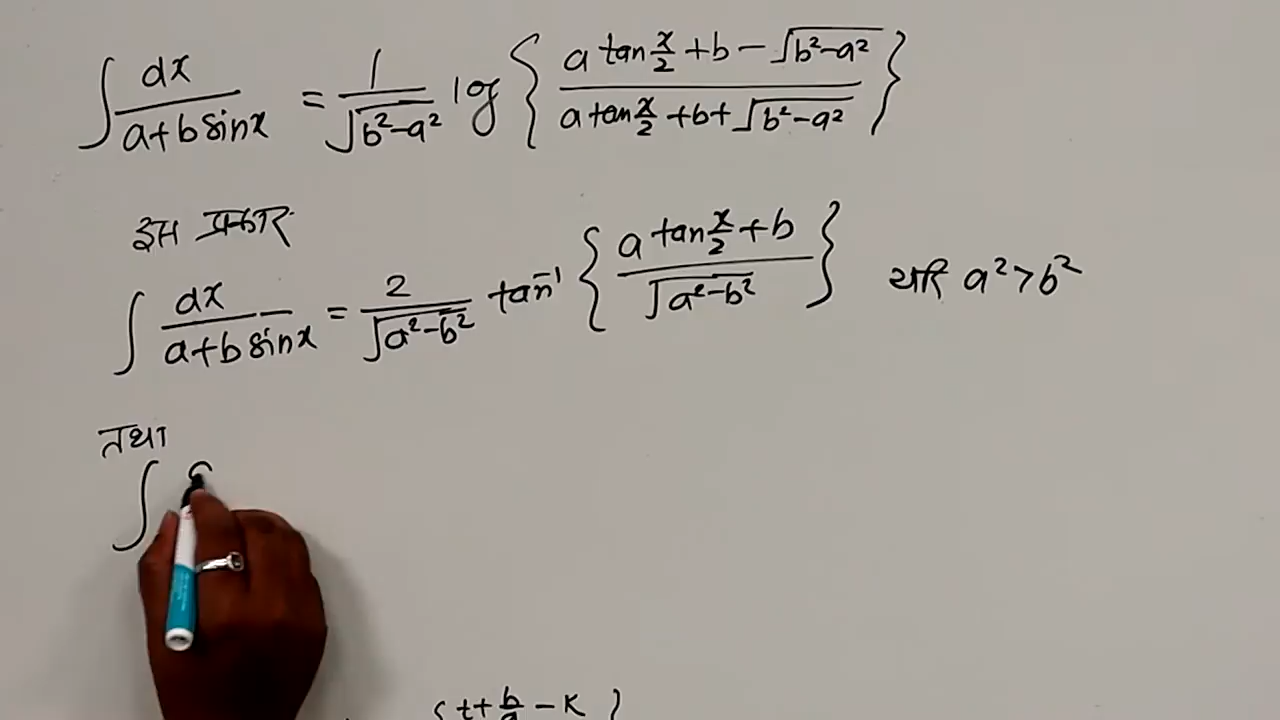 ∫ dx/(a+b sinx) = 1/√(b²-a²) log { (a tan x/2 + b - √(b²-a²)) / (a tan x/2 + b + √(b²-a²)) }
इस प्रकार
∫ dx/(a+b sinx) = 2/√(a²-b²) tan⁻¹ { (a tan x/2 + b) / √(a²-b²) } यदि a² > b²
तथा
∫
{ t + b/a - K }